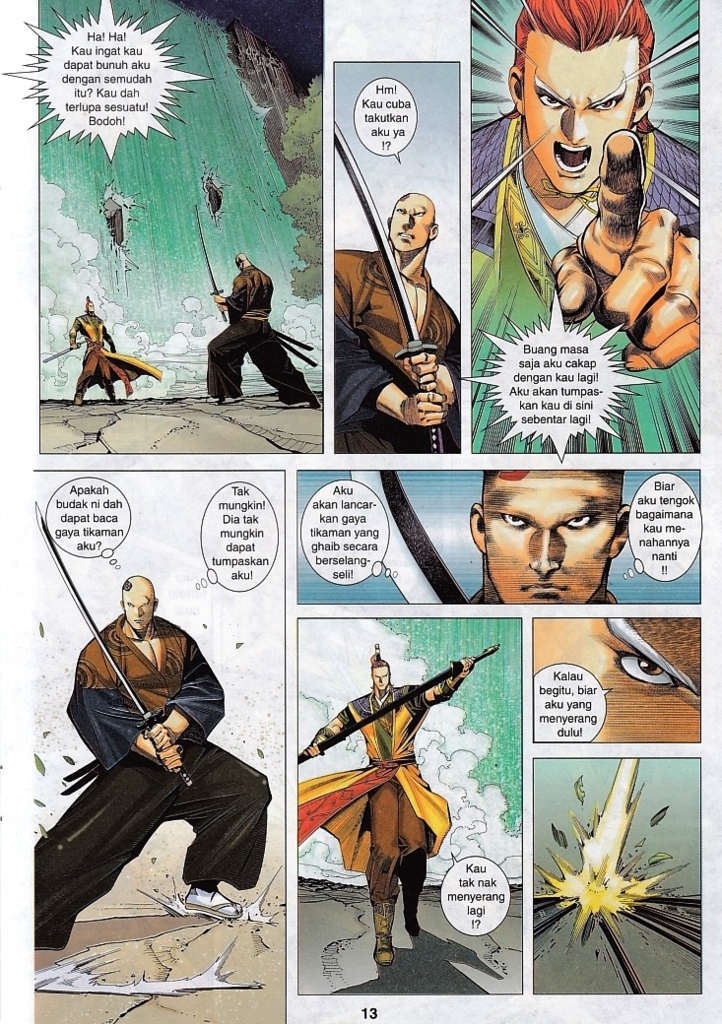 Ha! Ha!
Kau ingat kau
dapat bunuh aku
dengan semudah
itu? Kau dah
terlupa sesuatu!
Bodoh!
Hm!
Kau cuba
takutkan
aku ya
!?
Buang masa
saja aku cakap
dengan kau lagi!
Aku akan tumpas-
kan kau di sini
sebentar lagi!
Apakah
budak ni dah
dapat baca
gaya tikaman
aku?
Tak
mungkin!
Dia tak
mungkin
dapat
tumpaskan
aku!
Aku
akan lancar-
kan gaya
tikaman yang
ghaib secara
berselang-
seli!
Biar
aku tengok
bagaimana
kau me-
nahannya
nanti
!!
Kau
tak nak
menyerang
lagi
!?
Kalau
begitu, biar
aku yang
menyerang
dulu!
13